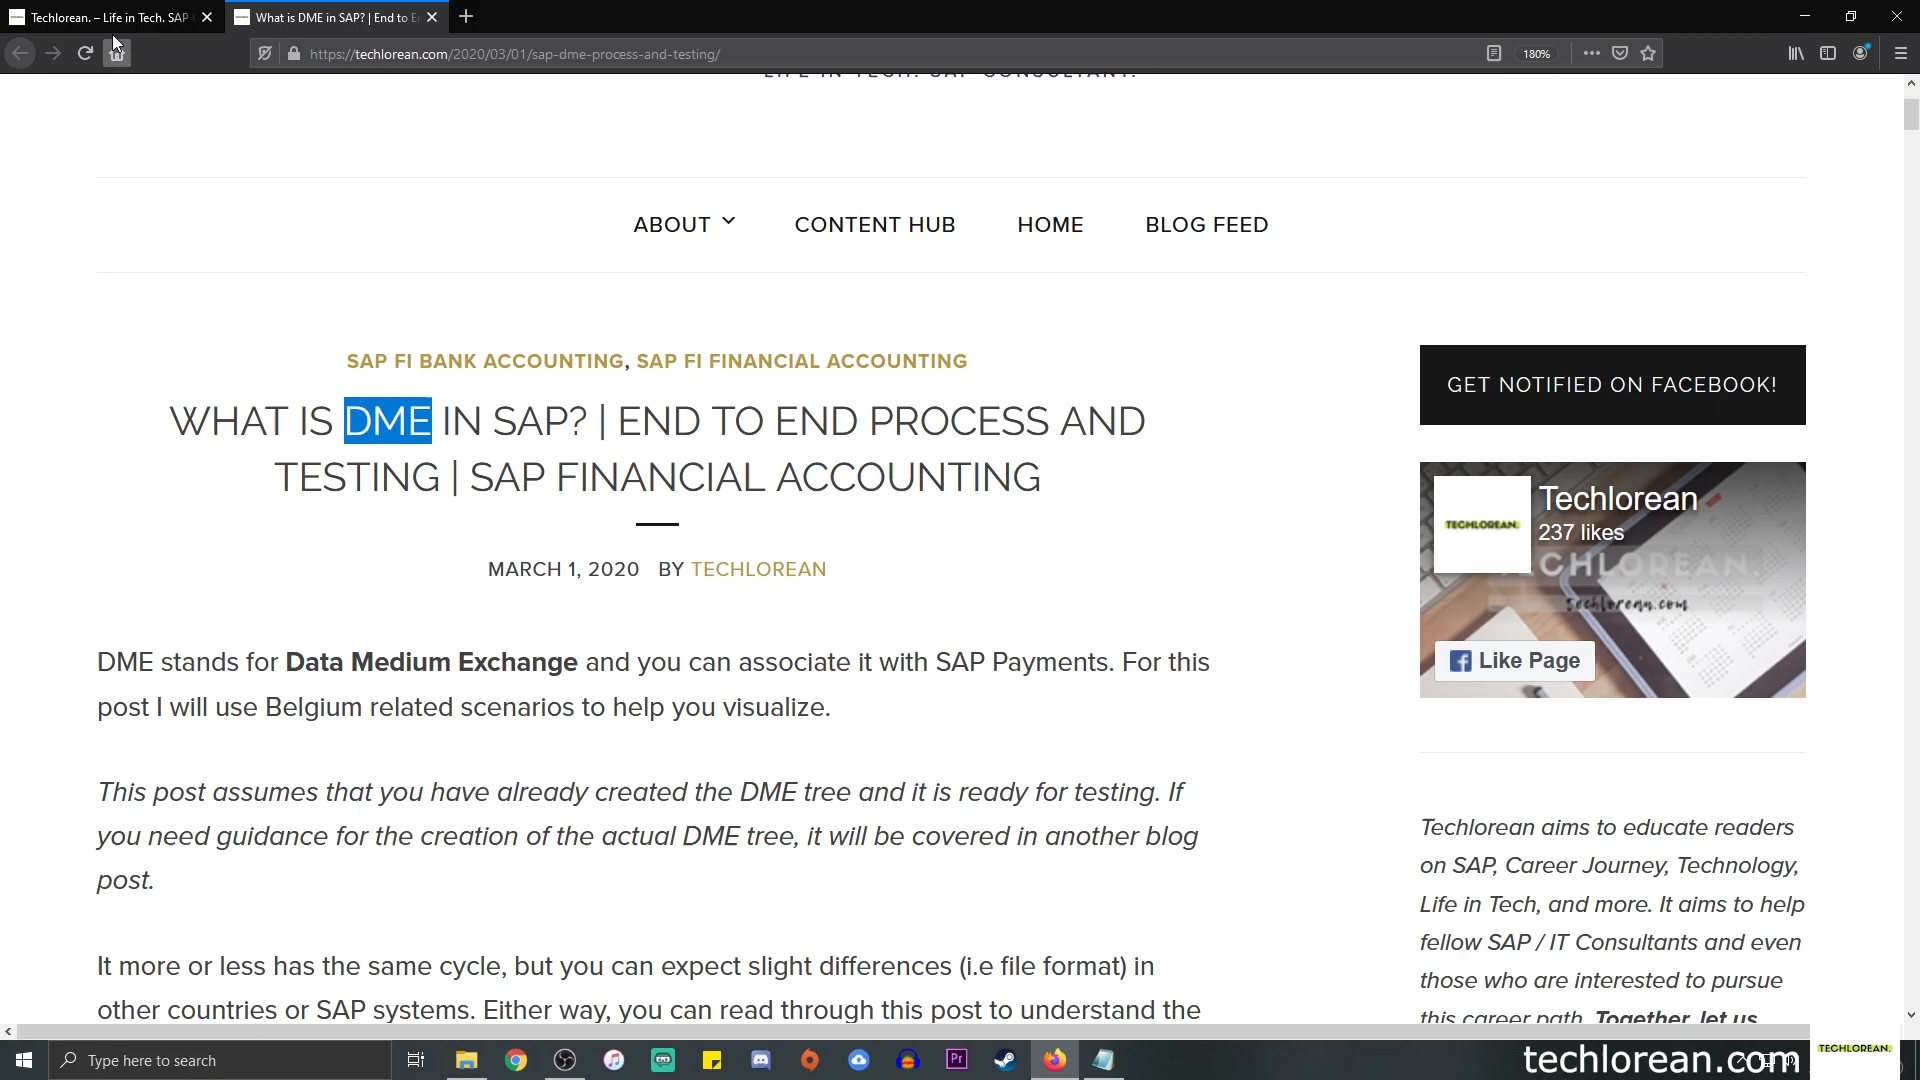 Techlorean. – Life in Tech. SAP
What is DME in SAP? | End to E
https://techlorean.com/2020/03/01/sap-dme-process-and-testing/
180%
LIFE IN TECH. SAP CONSULTANT.
ABOUT
CONTENT HUB
HOME
BLOG FEED
SAP FI BANK ACCOUNTING, SAP FI FINANCIAL ACCOUNTING
WHAT IS DME IN SAP? | END TO END PROCESS AND
TESTING | SAP FINANCIAL ACCOUNTING
MARCH 1, 2020 BY TECHLOREAN
DME stands for Data Medium Exchange and you can associate it with SAP Payments. For this
post I will use Belgium related scenarios to help you visualize.
This post assumes that you have already created the DME tree and it is ready for testing. If
you need guidance for the creation of the actual DME tree, it will be covered in another blog
post.
It more or less has the same cycle, but you can expect slight differences (i.e file format) in
other countries or SAP systems. Either way, you can read through this post to understand the
GET NOTIFIED ON FACEBOOK!
TECHLOREAN.
Techlorean
237 likes
TECHLOREAN.
techlorean.com
Like Page
Techlorean aims to educate readers
on SAP, Career Journey, Technology,
Life in Tech, and more. It aims to help
fellow SAP / IT Consultants and even
those who are interested to pursue
this career path. Together, let us
Type here to search
Pr
techlorean.com
TECHLOREAN.